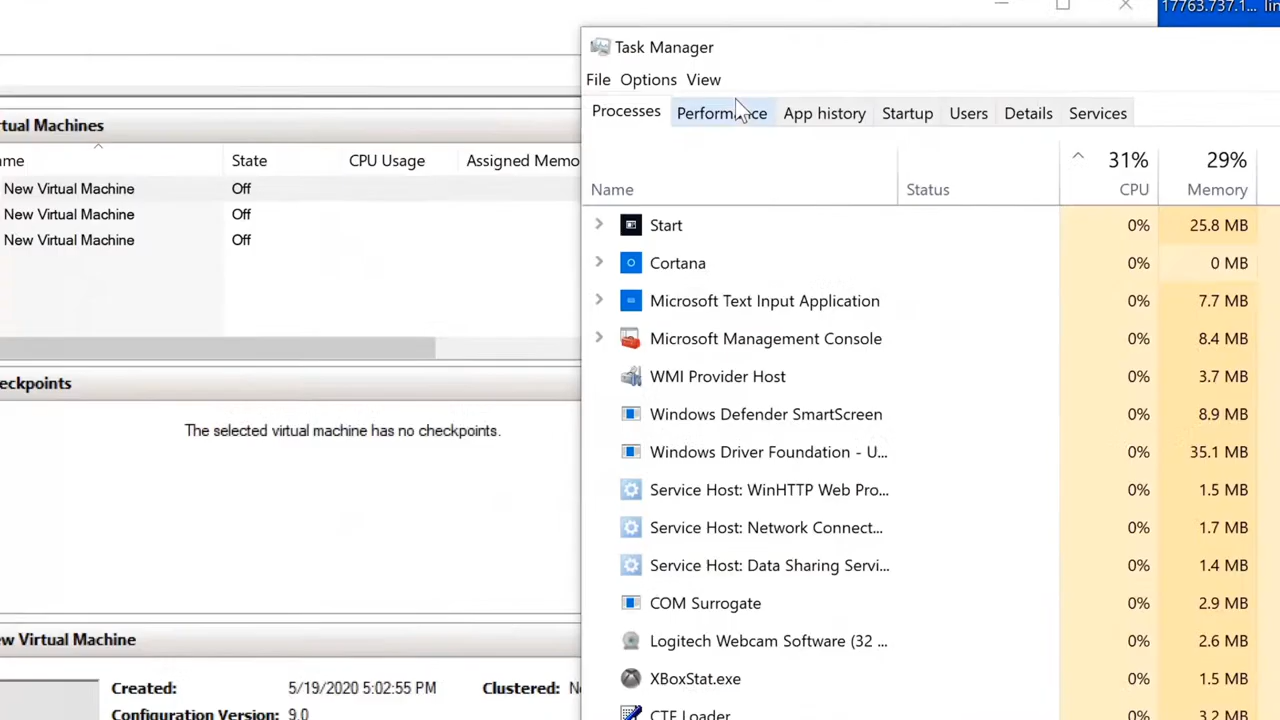 17763.737.1... lin
Task Manager
File Options View
Processes Performance App history Startup Users Details Services
31% 29%
Name Status CPU Memory
Start 0% 25.8 MB
Cortana 0% 0 MB
Microsoft Text Input Application 0% 7.7 MB
Microsoft Management Console 0% 8.4 MB
WMI Provider Host 0% 3.7 MB
Windows Defender SmartScreen 0% 8.9 MB
Windows Driver Foundation - U... 0% 35.1 MB
Service Host: WinHTTP Web Pro... 0% 1.5 MB
Service Host: Network Connect... 0% 1.7 MB
Service Host: Data Sharing Servi... 0% 1.4 MB
COM Surrogate 0% 2.9 MB
Logitech Webcam Software (32 ... 0% 2.6 MB
XBoxStat.exe 0% 1.5 MB
CTF Loader 0% 3.2 MB
tual Machines
me State CPU Usage Assigned Memo
New Virtual Machine Off
New Virtual Machine Off
New Virtual Machine Off
eckpoints
The selected virtual machine has no checkpoints.
ew Virtual Machine
Created: 5/19/2020 5:02:55 PM Clustered: N
Configuration Version: 9.0